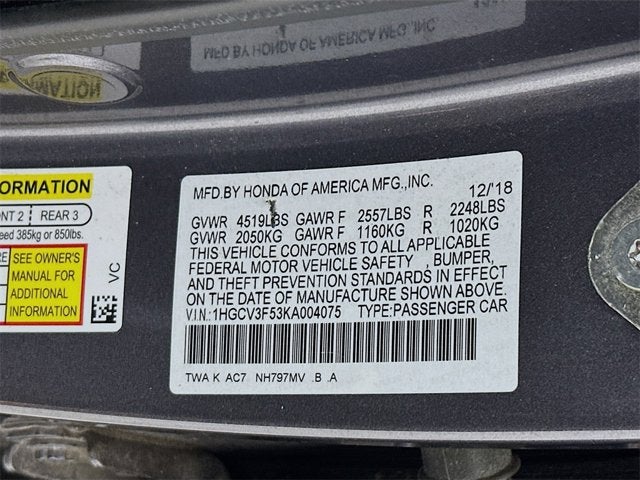 MFD BY HONDA OF AMERICA MFG.,INC.
ORMATION
NT 2 REAR 3
eed 385kg or 850lbs.
RE SEE OWNER'S
MANUAL FOR
ADDITIONAL
INFORMATION
VC
MFD.BY HONDA OF AMERICA MFG.,INC. 12/'18
GVWR 4519LBS GAWR F 2557LBS R 2248LBS
GVWR 2050KG GAWR F 1160KG R 1020KG
THIS VEHICLE CONFORMS TO ALL APPLICABLE
FEDERAL MOTOR VEHICLE SAFETY , BUMPER,
AND THEFT PREVENTION STANDARDS IN EFFECT
ON THE DATE OF MANUFACTURE SHOWN ABOVE.
V.I.N.:1HGCV3F53KA004075 TYPE:PASSENGER CAR
TWA K AC7 NH797MV .B .A